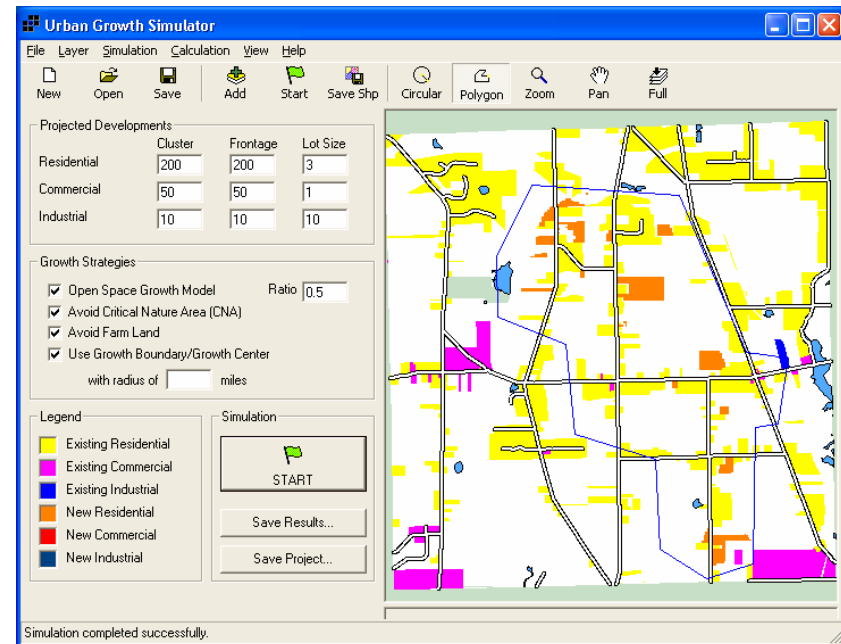 Urban Growth Simulator
File Layer Simulation Calculation View Help
New Open Save Add Start Save Shp Circular Polygon Zoom Pan Full
Projected Developments
Cluster Frontage Lot Size
Residential 200 200 3
Commercial 50 50 1
Industrial 10 10 10
Growth Strategies
Open Space Growth Model Ratio 0.5
Avoid Critical Nature Area (CNA)
Avoid Farm Land
Use Growth Boundary/Growth Center
with radius of miles
Legend
Existing Residential
Existing Commercial
Existing Industrial
New Residential
New Commercial
New Industrial
Simulation
START
Save Results...
Save Project...
Simulation completed successfully.